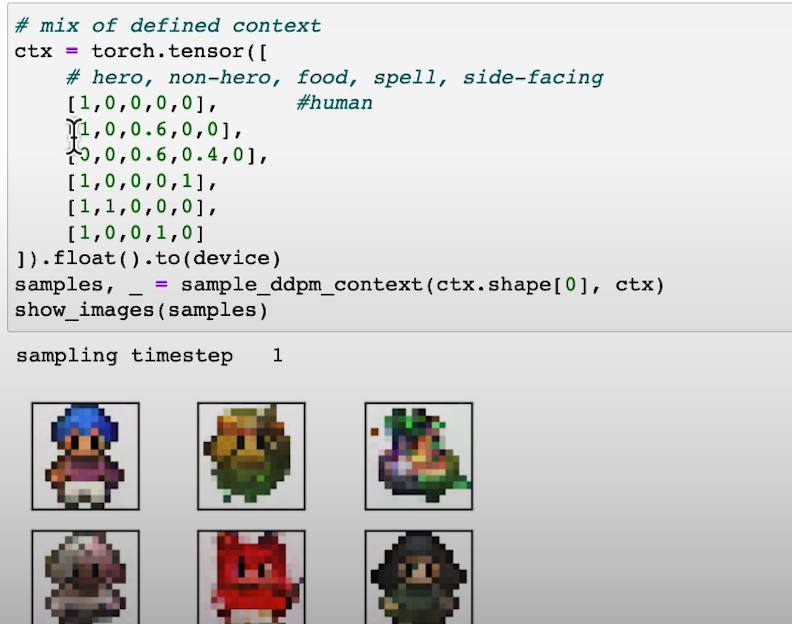 # mix of defined context
ctx = torch.tensor([
# hero, non-hero, food, spell, side-facing
[1,0,0,0,0], #human
[1,0,0.6,0,0],
[0,0,0.6,0.4,0],
[1,0,0,0,1],
[1,1,0,0,0],
[1,0,0,1,0]
]).float().to(device)
samples, _ = sample_ddpm_context(ctx.shape[0], ctx)
show_images(samples)
sampling timestep 1